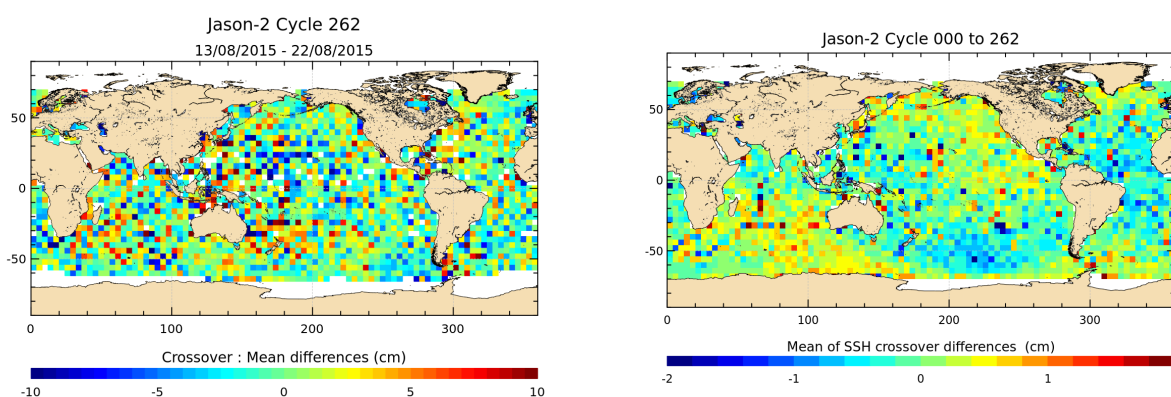 Jason-2 Cycle 262
13/08/2015 - 22/08/2015
50
0
-50
0 100 200 300
Crossover : Mean differences (cm)
-10 -5 0 5 10
Jason-2 Cycle 000 to 262
50
0
-50
0 100 200 300
Mean of SSH crossover differences (cm)
-2 -1 0 1